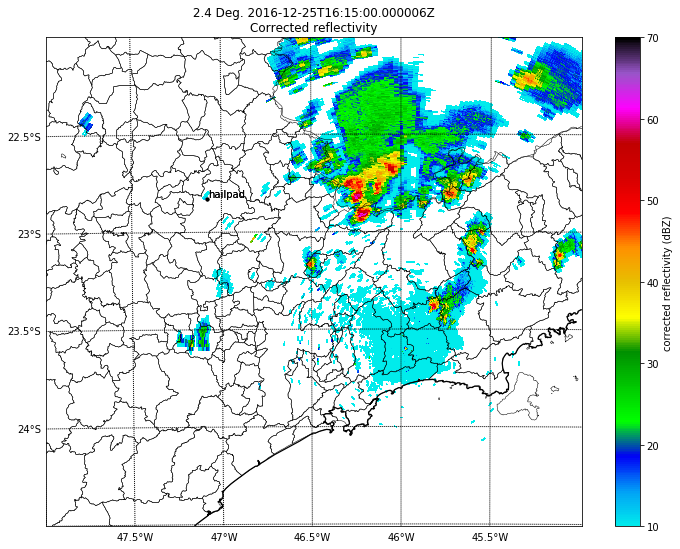 2.4 Deg. 2016-12-25T16:15:00.000006Z
Corrected reflectivity
70
60
50
40
30
20
10
corrected reflectivity (dBZ)
22.5°S
23°S
23.5°S
24°S
hailpad
47.5°W
47°W
46.5°W
46°W
45.5°W